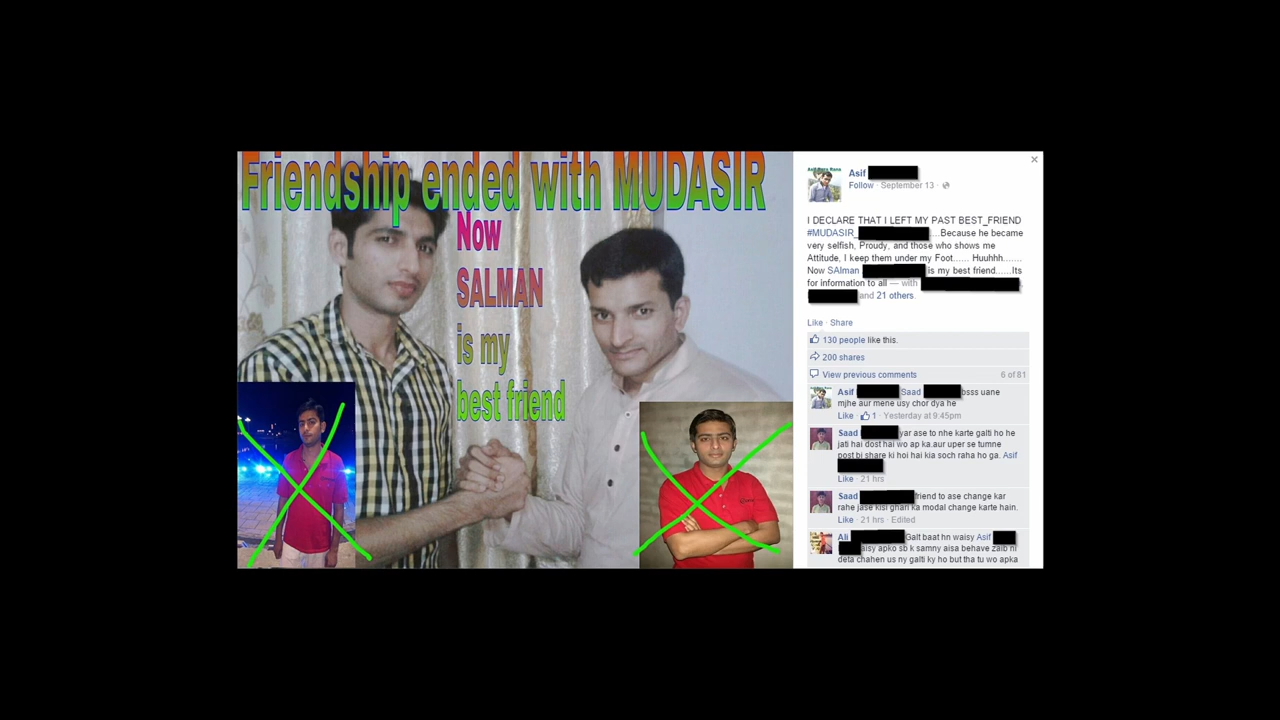 Friendship ended with MUDASIR
Now
SALMAN
is my
best friend
Asif
Follow · September 13 ·
I DECLARE THAT I LEFT MY PAST BEST_FRIEND
#MUDASIR_ ...Because he became
very selfish, Proudy, and those who shows me
Attitude, I keep them under my Foot...... Huuhhh.......
Now SAlman is my best friend......Its
for information to all — with ,
and 21 others.
Like · Share
130 people like this.
200 shares
View previous comments 6 of 81
Asif Saad bsss uane
mjhe aur mene usy chor dya he
Like · 1 · Yesterday at 9:45pm
Saad yar ase to nhe karte galti ho he
jati hai dost hai wo ap ka.aur uper se tumne
post bi share ki hoi hai kia soch raha ho ga. Asif
Like · 21 hrs
Saad friend to ase change kar
rahe jase kisi ghari ka modal change karte hain.
Like · 21 hrs · Edited
Ali Galt baat hn waisy Asif
aisy apko sb k samny aisa behave zaib ni
deta chahen us ny galti ky ho but tha tu wo apka